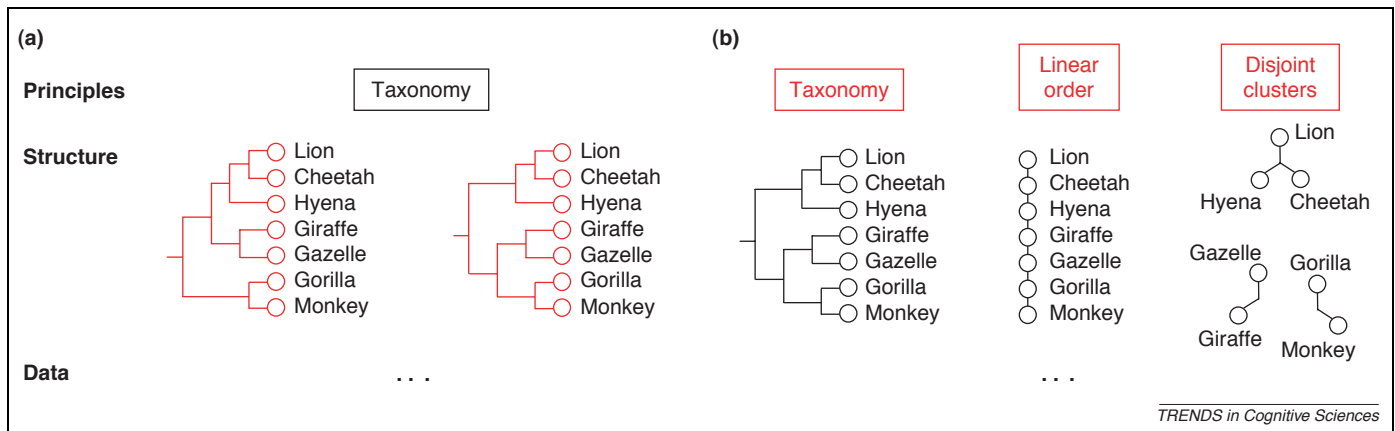 (a)
Principles
Taxonomy
Structure
Lion
Cheetah
Hyena
Giraffe
Gazelle
Gorilla
Monkey
Lion
Cheetah
Hyena
Giraffe
Gazelle
Gorilla
Monkey
Data
...
(b)
Taxonomy
Linear
order
Disjoint
clusters
Lion
Cheetah
Hyena
Giraffe
Gazelle
Gorilla
Monkey
Lion
Cheetah
Hyena
Giraffe
Gazelle
Gorilla
Monkey
Lion
Hyena
Cheetah
Gazelle
Gorilla
Giraffe
Monkey
...
TRENDS in Cognitive Sciences